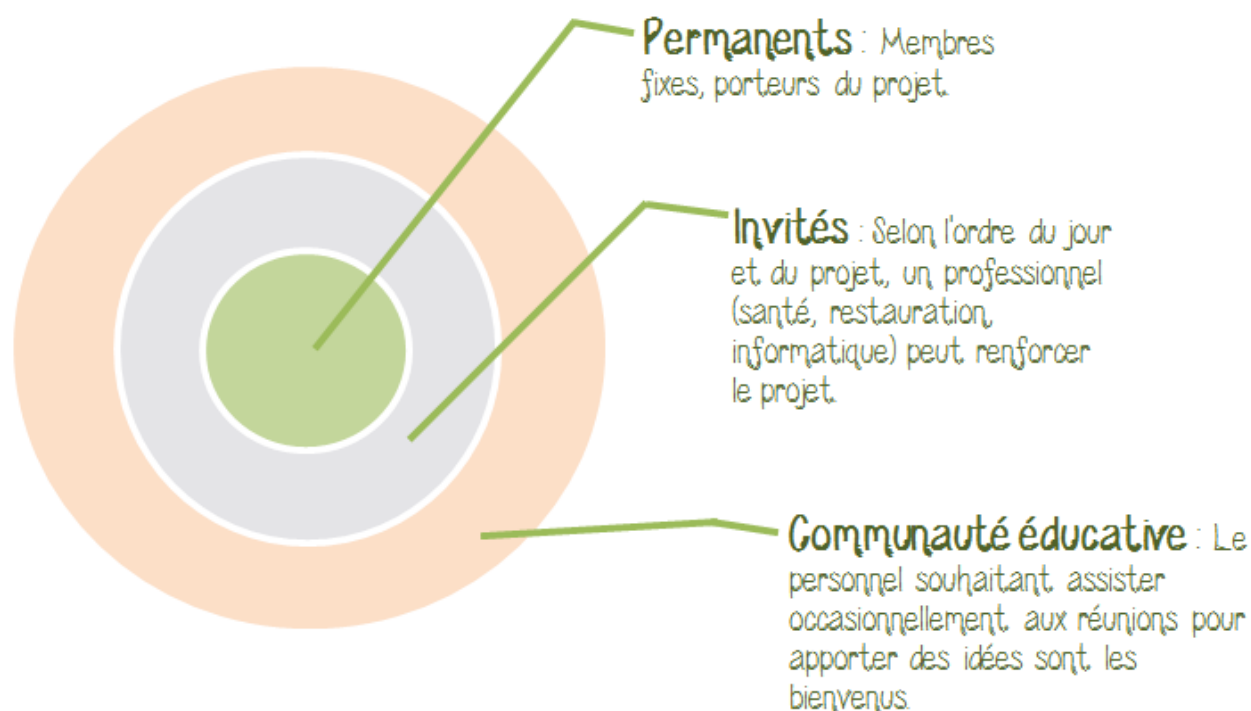 Permanents : Membres
fixes, porteurs du projet.
Invités : Selon l'ordre du jour
et du projet, un professionnel
(santé, restauration,
informatique) peut renforcer
le projet.
Communauté éducative : Le
personnel souhaitant assister
occasionnellement aux réunions pour
apporter des idées sont les
bienvenus.